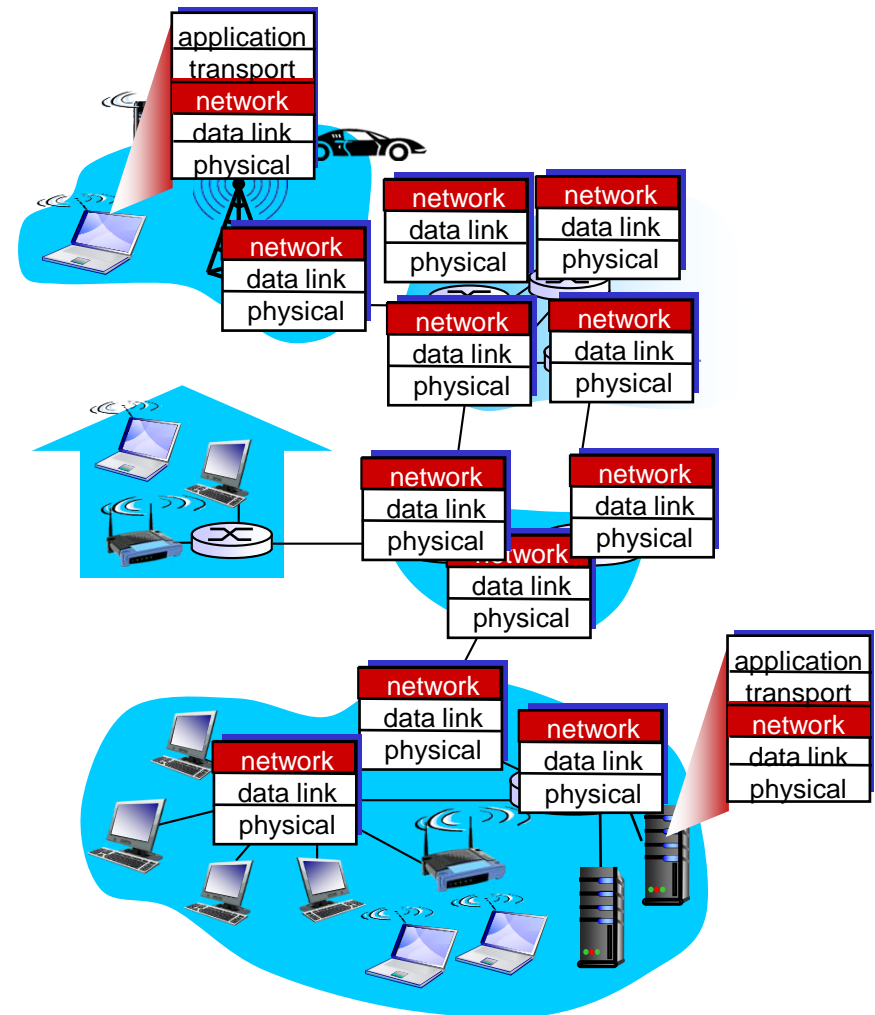 application
transport
network
data link
physical
network
data link
physical
network
data link
physical
network
data link
physical
network
data link
physical
network
data link
physical
network
data link
physical
network
data link
physical
network
data link
physical
network
data link
physical
network
data link
physical
network
data link
physical
application
transport
network
data link
physical